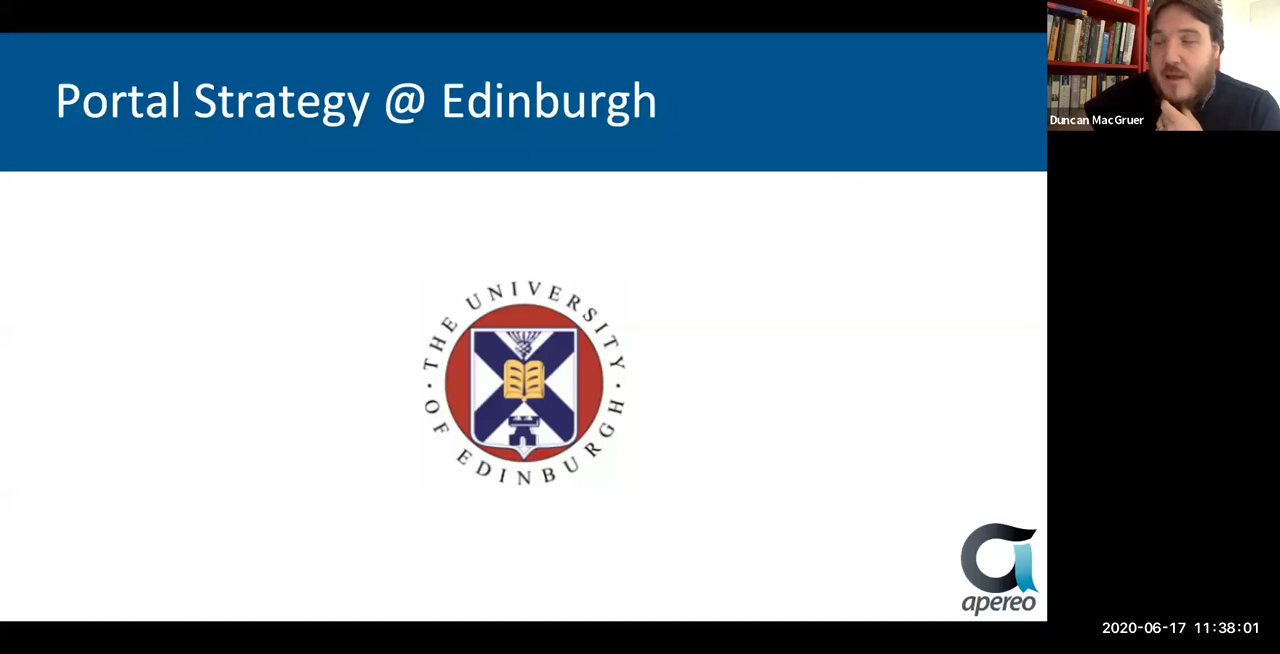 Portal Strategy @ Edinburgh
Duncan MacGruer
THE UNIVERSITY
· OF EDINBURGH ·
apereo
2020-06-17 11:38:01